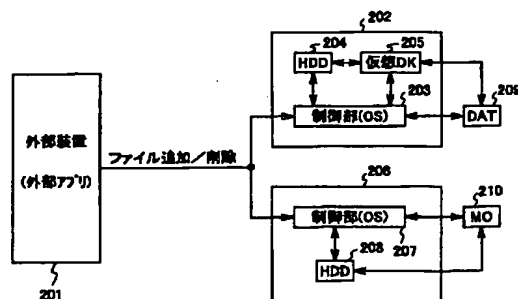 202
204
205
HDD
仮想DK
203
制御部(OS)
DAT
209
外部装置
(外部アプリ)
ファイル追加/削除
201
206
制御部(OS)
210
MO
208
207
HDD